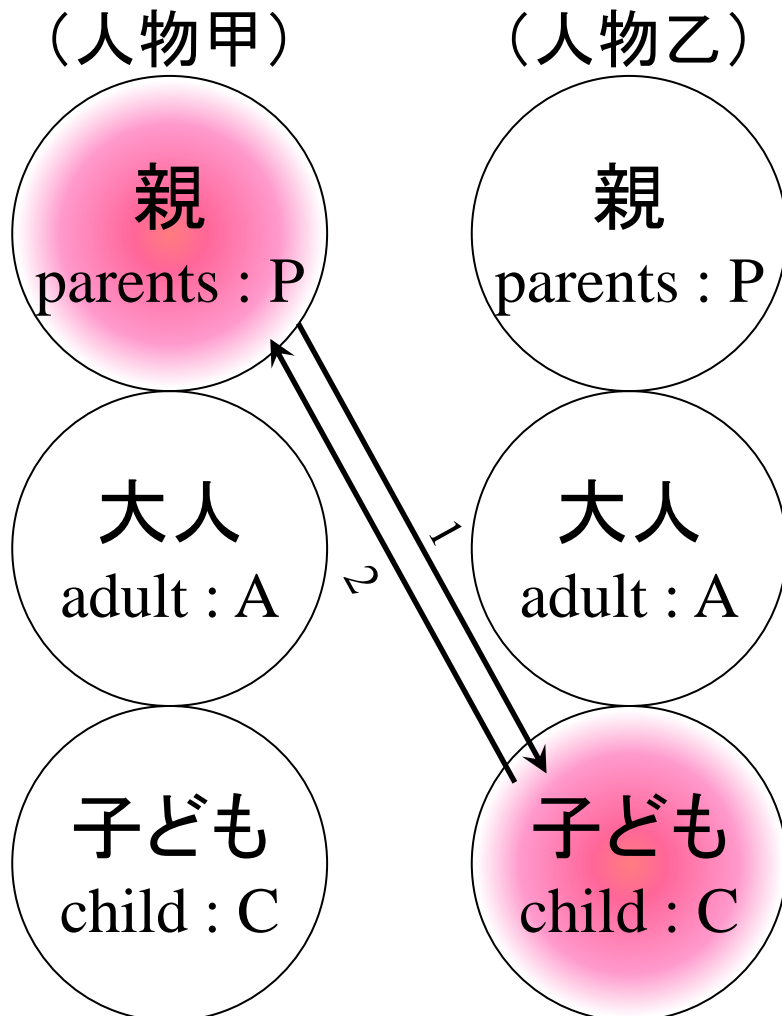 （人物甲）
（人物乙）
親
parents : P
親
parents : P
大人
adult : A
1
2
大人
adult : A
子ども
child : C
子ども
child : C